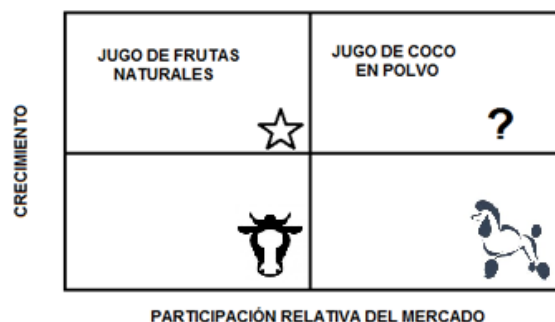 JUGO DE FRUTAS
NATURALES
JUGO DE COCO
EN POLVO
?
CRECIMIENTO
PARTICIPACIÓN RELATIVA DEL MERCADO